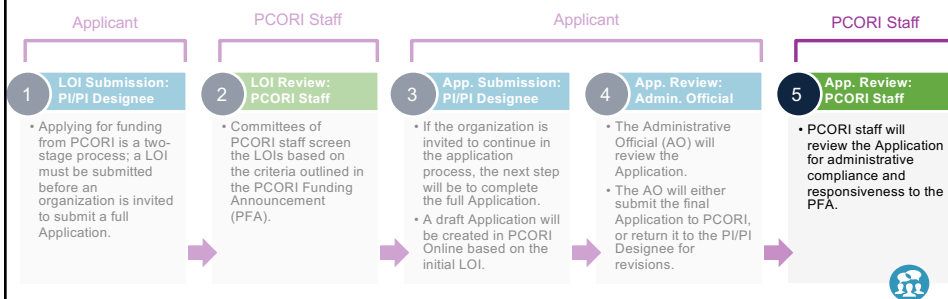 Applicant
PCORI Staff
Applicant
PCORI Staff
1
LOI Submission:
PI/PI Designee
• Applying for funding
from PCORI is a two-
stage process; a LOI
must be submitted
before an
organization is invited
to submit a full
Application.
2
LOI Review:
PCORI Staff
• Committees of
PCORI staff screen
the LOIs based on
the criteria outlined in
the PCORI Funding
Announcement
(PFA).
3
App. Submission:
PI/PI Designee
• If the organization is
invited to continue in
the application
process, the next step
will be to complete
the full Application.
• A draft Application will
be created in PCORI
Online based on the
initial LOI.
4
App. Review:
Admin. Official
• The Administrative
Official (AO) will
review the
Application.
• The AO will either
submit the final
Application to PCORI,
or return it to the PI/PI
Designee for
revisions.
5
App. Review:
PCORI Staff
• PCORI staff will
review the Application
for administrative
compliance and
responsiveness to the
PFA.